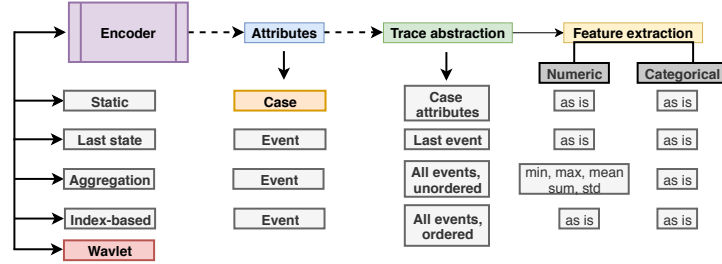 Encoder
Attributes
Trace abstraction
Feature extraction
Numeric
Categorical
Static
Case
Case
attributes
as is
as is
Last state
Event
Last event
as is
as is
Aggregation
Event
All events,
unordered
min, max, mean
sum, std
as is
Index-based
Event
All events,
ordered
as is
as is
Wavlet